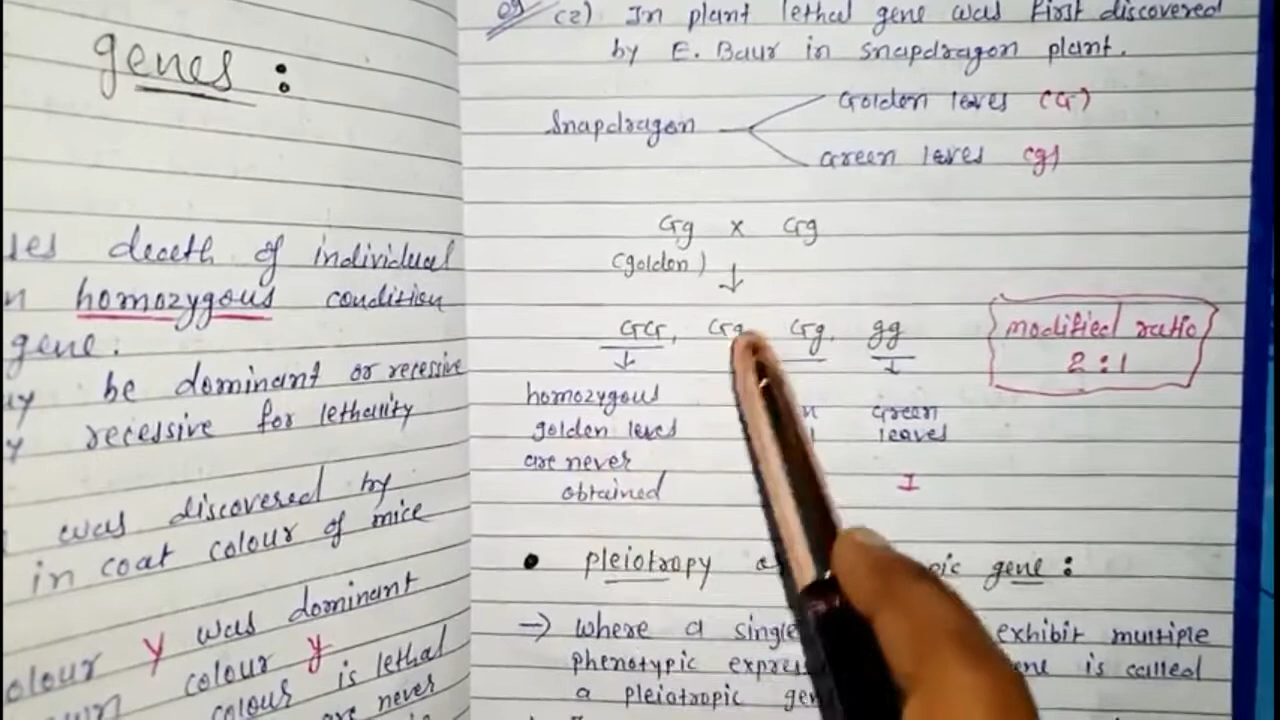 genes :
death of individual
homozygous condition
gene.
be dominant or recessive
recessive for lethality
was discovered by
in coat colour of mice
Y was dominant
colour y
colour is lethal
are never
09 (2) In plant lethal gene was First discovered
by E. Baur in snapdragon plant.
Golden leves (G)
Snapdragon
Green leves (g)
Gg x Gg
(golden)
GG, Gg Gg, gg
modified ratio
2:1
homozygous Green
golden leves leaves
are never
obtained 1
• pleiotropy gene :
→ where a single exhibit multiple
phenotypic is called
a pleiotropic